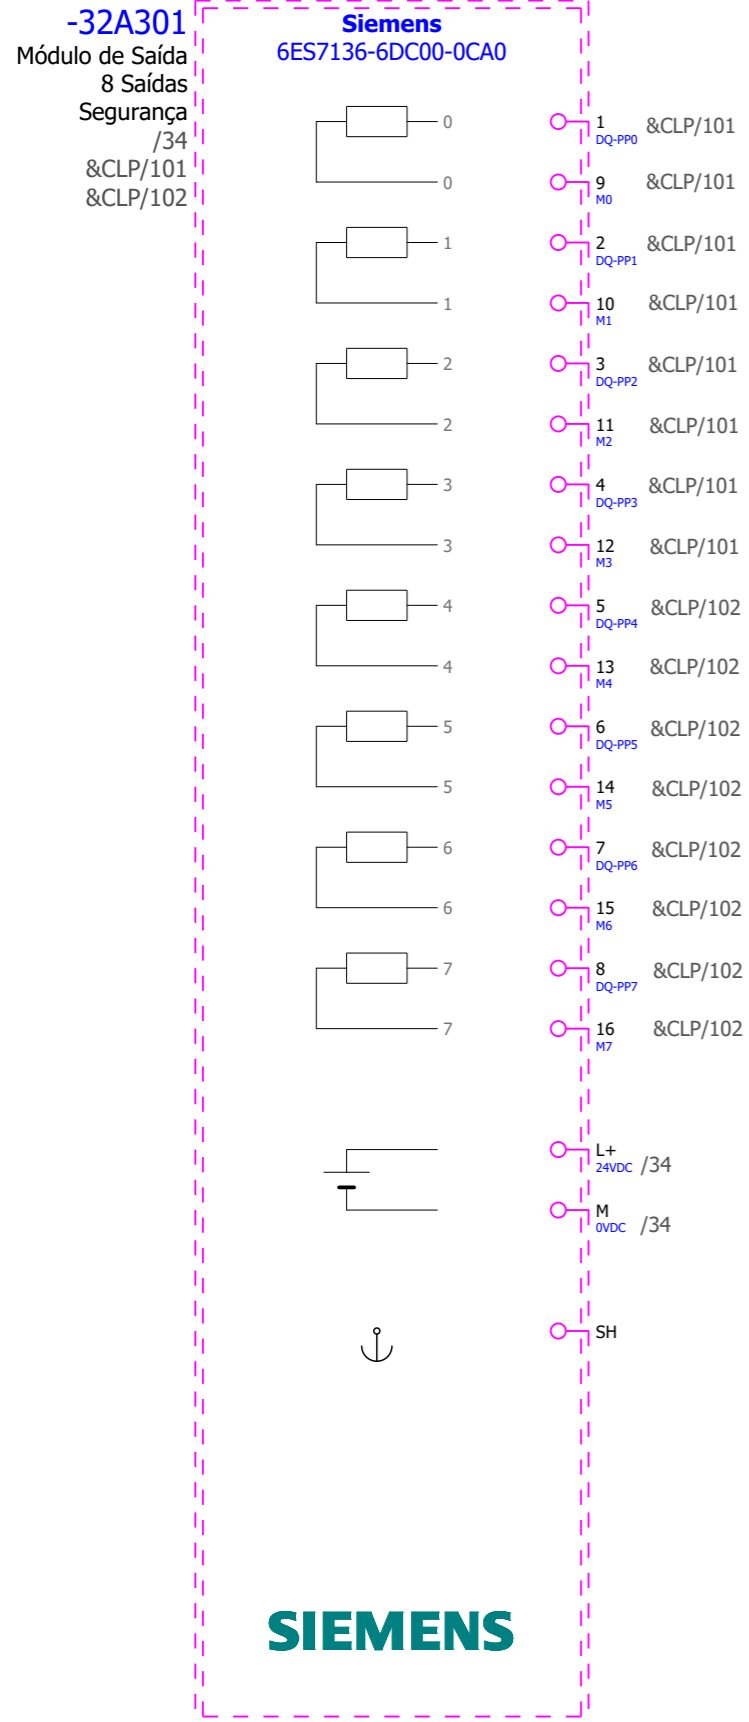 -32A301
Módulo de Saída
8 Saídas
Segurança
/34
&CLP/101
&CLP/102
Siemens
6ES7136-6DC00-0CA0
0 1 &CLP/101
DQ-PP0
0 9 &CLP/101
M0
1 2 &CLP/101
DQ-PP1
1 10 &CLP/101
M1
2 3 &CLP/101
DQ-PP2
2 11 &CLP/101
M2
3 4 &CLP/101
DQ-PP3
3 12 &CLP/101
M3
4 5 &CLP/102
DQ-PP4
4 13 &CLP/102
M4
5 6 &CLP/102
DQ-PP5
5 14 &CLP/102
M5
6 7 &CLP/102
DQ-PP6
6 15 &CLP/102
M6
7 8 &CLP/102
DQ-PP7
7 16 &CLP/102
M7
L+
24VDC /34
M
0VDC /34
SH
SIEMENS